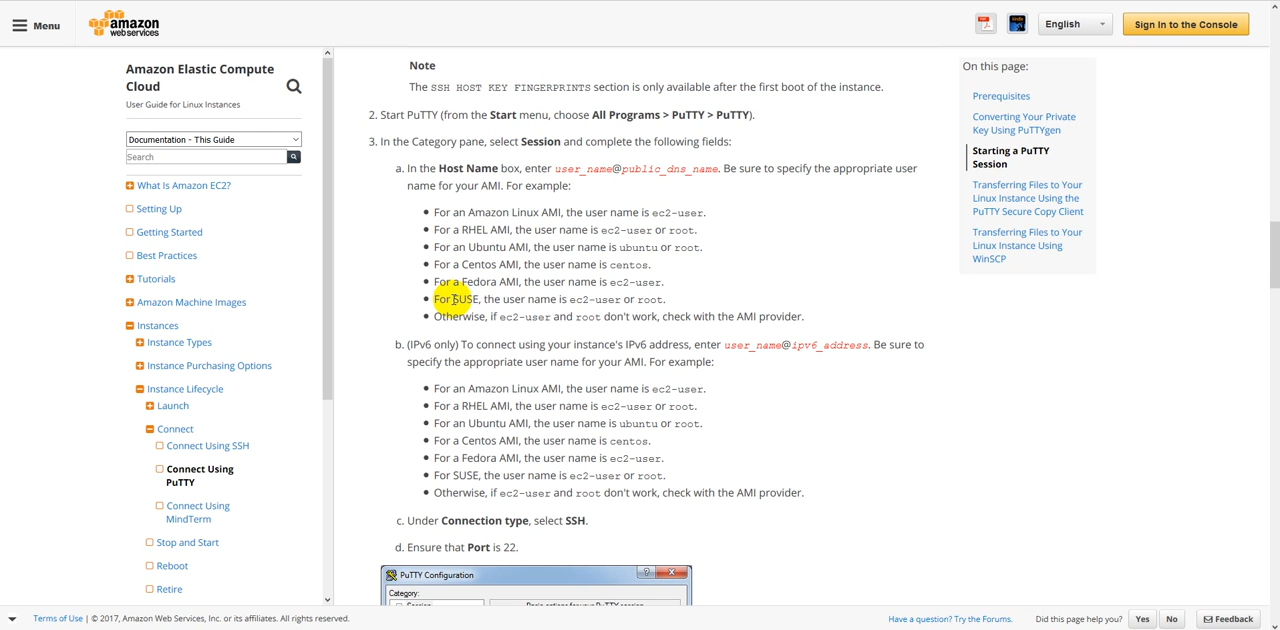 Menu
amazon
web services
English
Sign In to the Console
Amazon Elastic Compute
Cloud
User Guide for Linux Instances
Documentation - This Guide
Search
What Is Amazon EC2?
Setting Up
Getting Started
Best Practices
Tutorials
Amazon Machine Images
Instances
Instance Types
Instance Purchasing Options
Instance Lifecycle
Launch
Connect
Connect Using SSH
Connect Using
PuTTY
Connect Using
MindTerm
Stop and Start
Reboot
Retire
Note
The SSH HOST KEY FINGERPRINTS section is only available after the first boot of the instance.
2. Start PuTTY (from the Start menu, choose All Programs > PuTTY > PuTTY).
3. In the Category pane, select Session and complete the following fields:
a. In the Host Name box, enter user_name@public_dns_name. Be sure to specify the appropriate user
name for your AMI. For example:
• For an Amazon Linux AMI, the user name is ec2-user.
• For a RHEL AMI, the user name is ec2-user or root.
• For an Ubuntu AMI, the user name is ubuntu or root.
• For a Centos AMI, the user name is centos.
• For a Fedora AMI, the user name is ec2-user.
• For SUSE, the user name is ec2-user or root.
• Otherwise, if ec2-user and root don't work, check with the AMI provider.
b. (IPv6 only) To connect using your instance's IPv6 address, enter user_name@ipv6_address. Be sure to
specify the appropriate user name for your AMI. For example:
• For an Amazon Linux AMI, the user name is ec2-user.
• For a RHEL AMI, the user name is ec2-user or root.
• For an Ubuntu AMI, the user name is ubuntu or root.
• For a Centos AMI, the user name is centos.
• For a Fedora AMI, the user name is ec2-user.
• For SUSE, the user name is ec2-user or root.
• Otherwise, if ec2-user and root don't work, check with the AMI provider.
c. Under Connection type, select SSH.
d. Ensure that Port is 22.
PuTTY Configuration
Category:
Session
Basic options for your PuTTY session
On this page:
Prerequisites
Converting Your Private
Key Using PuTTYgen
Starting a PuTTY
Session
Transferring Files to Your
Linux Instance Using the
PuTTY Secure Copy Client
Transferring Files to Your
Linux Instance Using
WinSCP
Terms of Use | © 2017, Amazon Web Services, Inc. or its affiliates. All rights reserved.
Have a question? Try the Forums.
Did this page help you?
Yes
No
Feedback